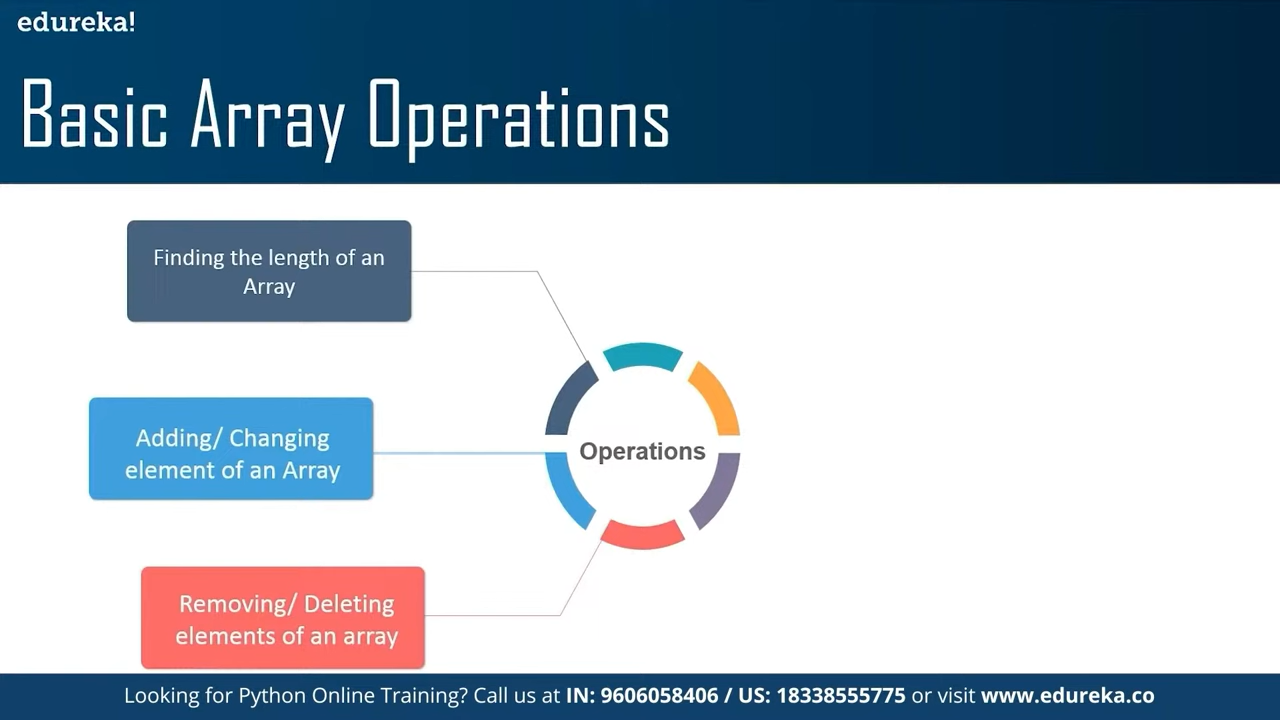 edureka!
Basic Array Operations
Finding the length of an
Array
Adding/ Changing
element of an Array
Operations
Removing/ Deleting
elements of an array
Looking for Python Online Training? Call us at IN: 9606058406 / US: 18338555775 or visit www.edureka.co